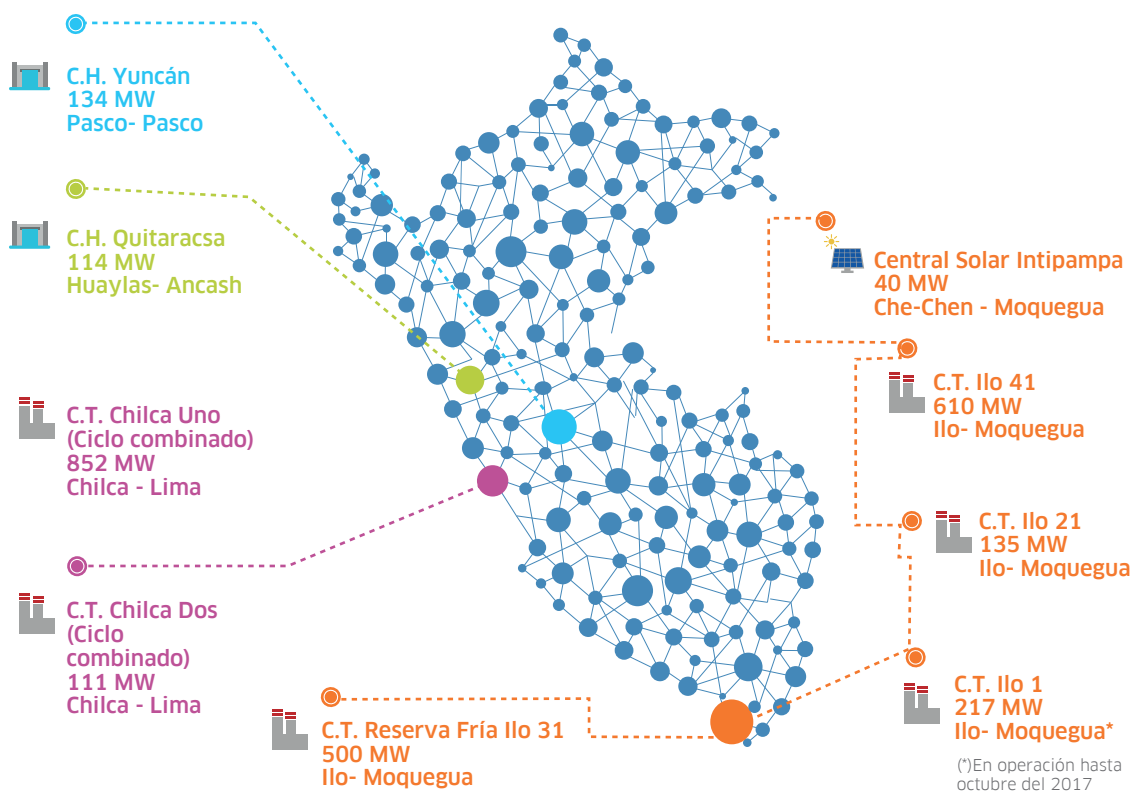 C.H. Yuncán
134 MW
Pasco- Pasco
C.H. Quitaracsa
114 MW
Huaylas- Ancash
C.T. Chilca Uno
(Ciclo combinado)
852 MW
Chilca - Lima
C.T. Chilca Dos
(Ciclo
combinado)
111 MW
Chilca - Lima
C.T. Reserva Fría Ilo 31
500 MW
Ilo- Moquegua
Central Solar Intipampa
40 MW
Che-Chen - Moquegua
C.T. Ilo 41
610 MW
Ilo- Moquegua
C.T. Ilo 21
135 MW
Ilo- Moquegua
C.T. Ilo 1
217 MW
Ilo- Moquegua*
(*)En operación hasta
octubre del 2017